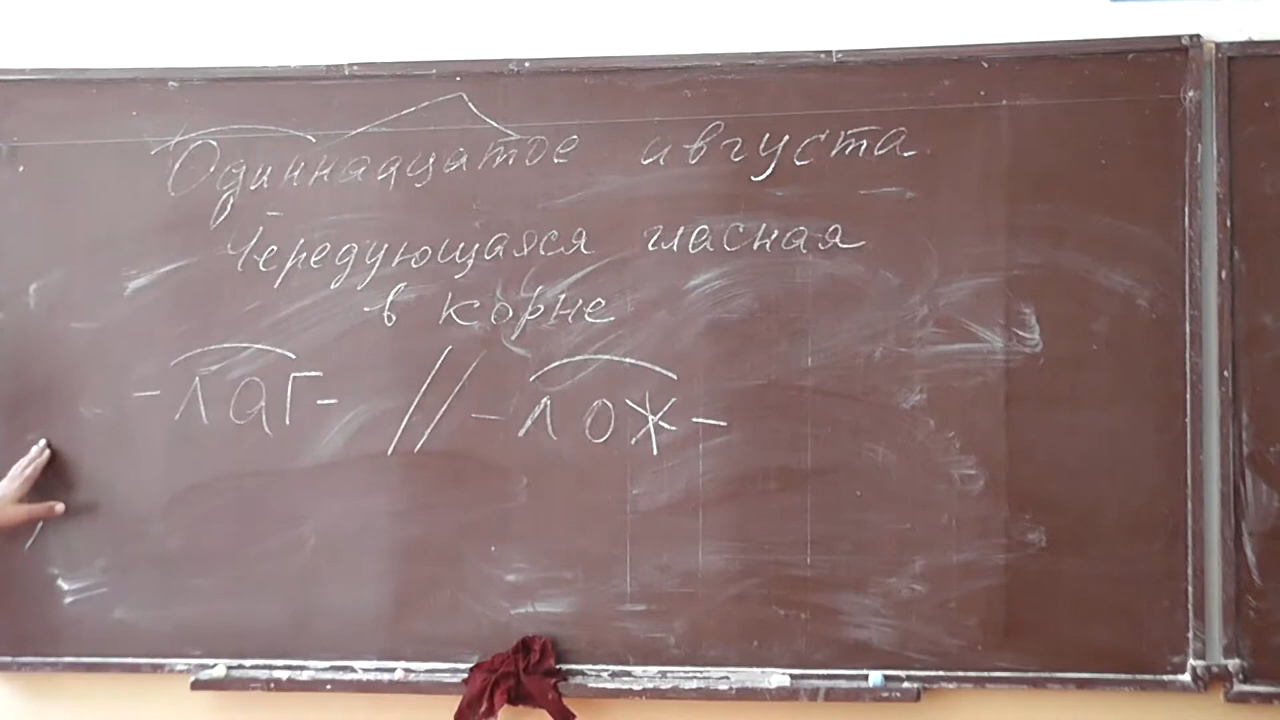 Одиннадцатое августа
Чередующаяся гласная
в корне
-лаг- // -лож-